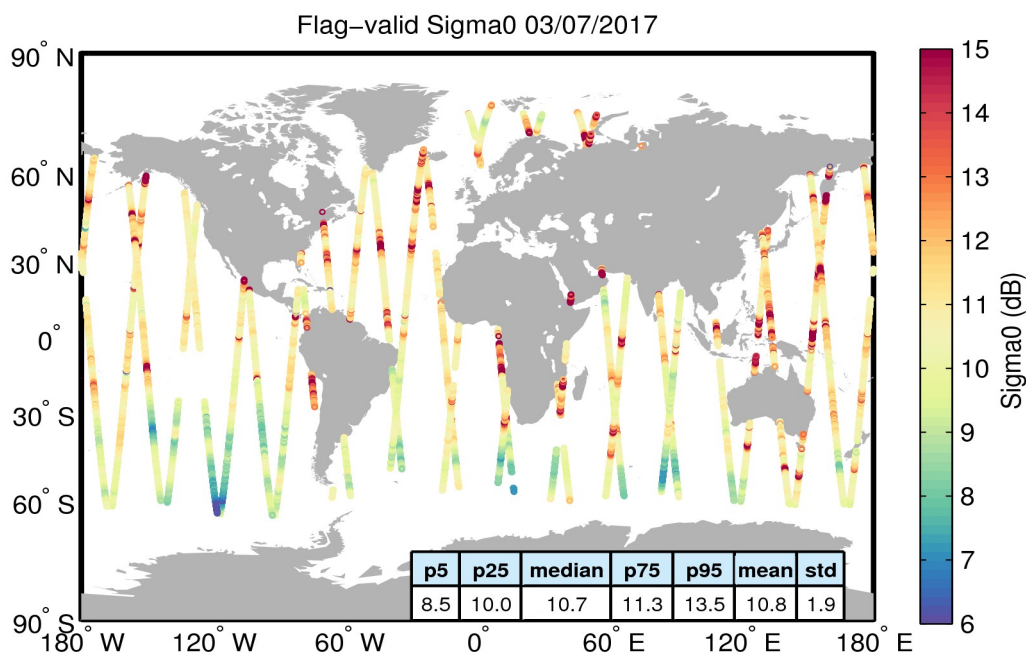 Flag-valid Sigma0 03/07/2017
90° N
60° N
30° N
0°
30° S
60° S
90° S
180° W
120° W
60° W
0°
60° E
120° E
180° E
p5 p25 median p75 p95 mean std
8.5 10.0 10.7 11.3 13.5 10.8 1.9
15
14
13
12
11
10
9
8
7
6
Sigma0 (dB)